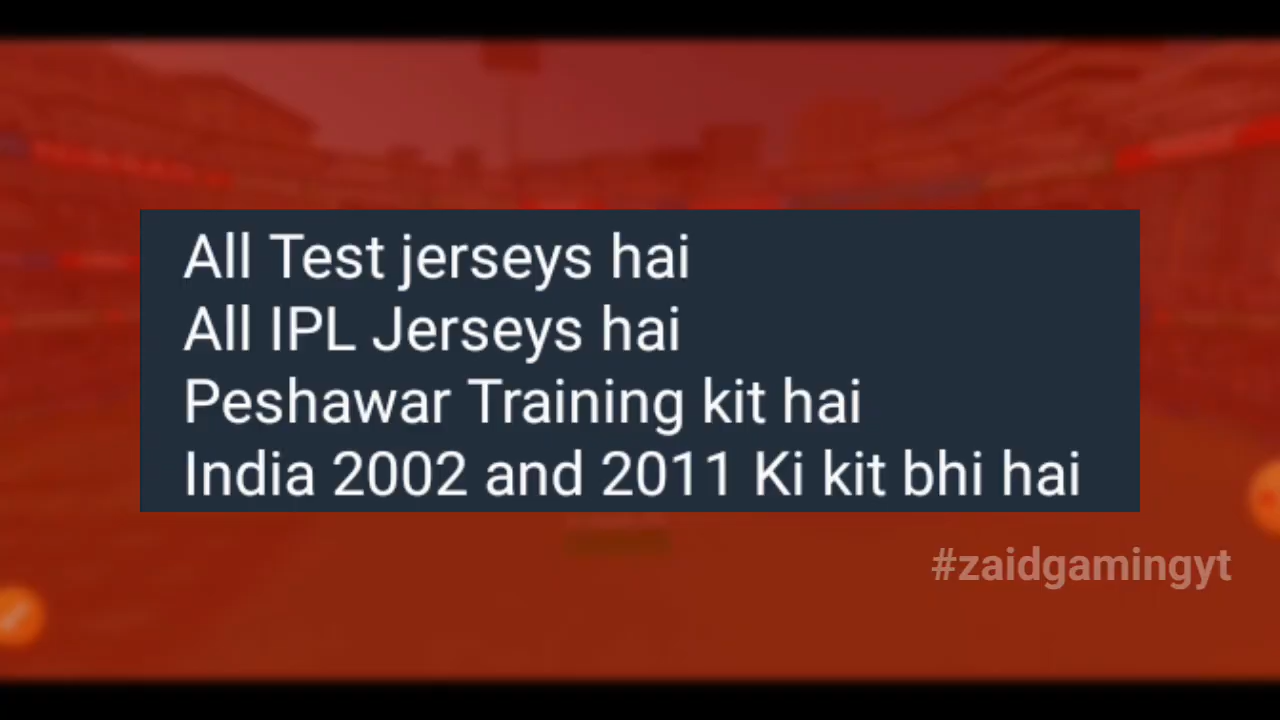 All Test jerseys hai
All IPL Jerseys hai
Peshawar Training kit hai
India 2002 and 2011 Ki kit bhi hai
#zaidgamingyt